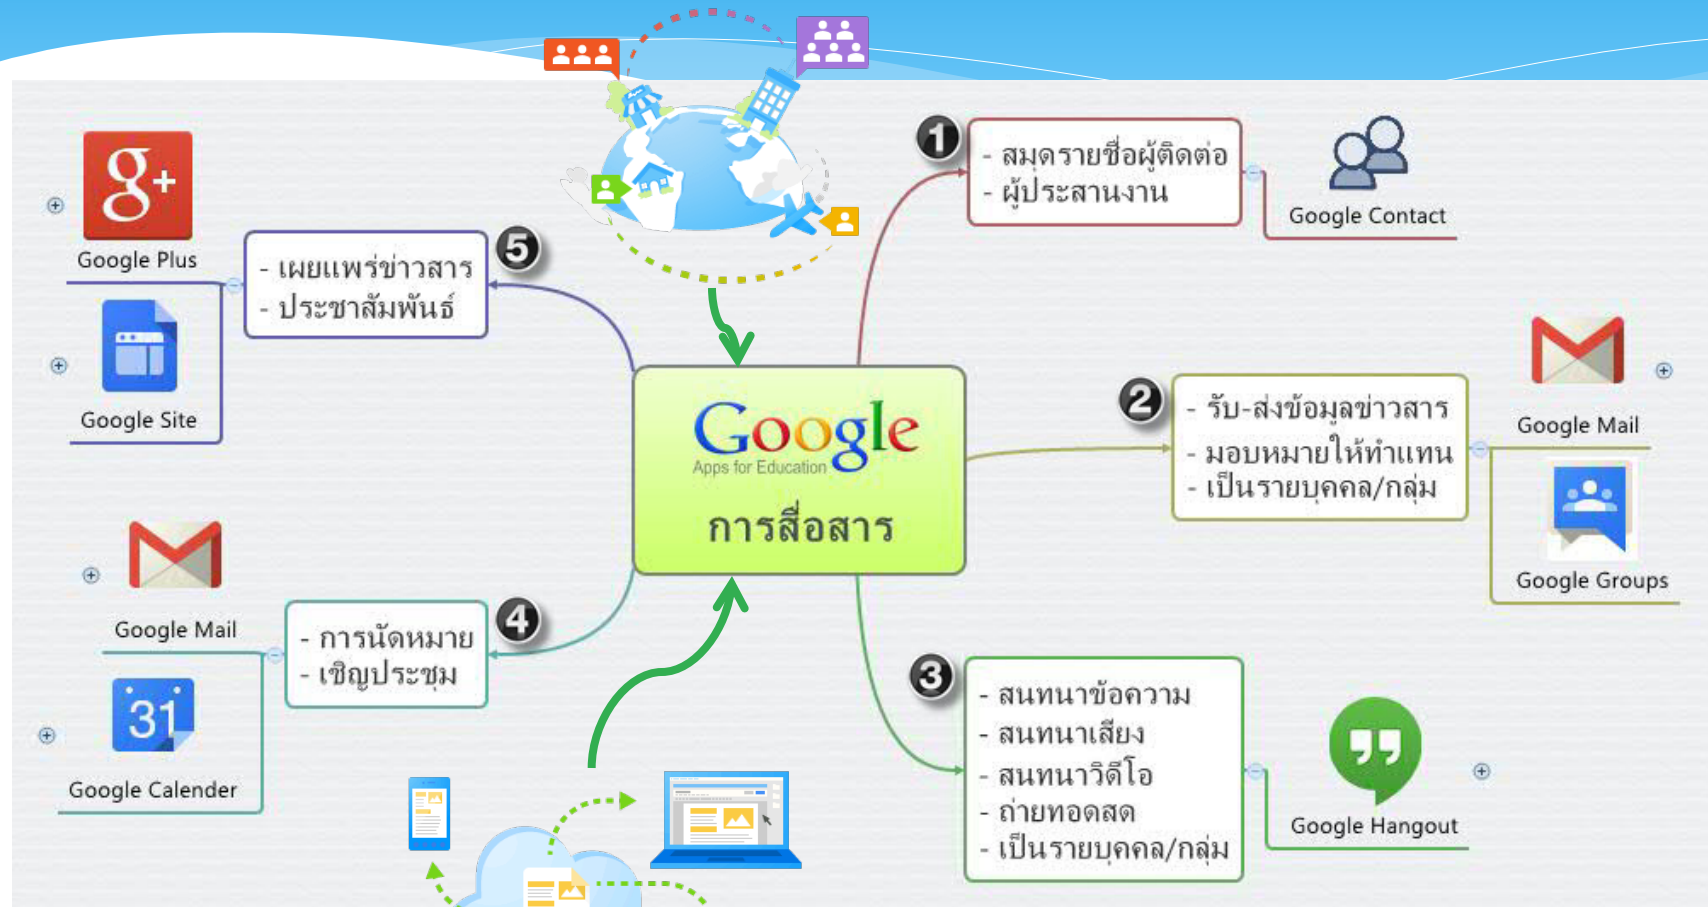 Google
Apps for Education
การสื่อสาร
1
- สมุดรายชื่อผู้ติดต่อ
- ผู้ประสานงาน
Google Contact
2
- รับ-ส่งข้อมูลข่าวสาร
- มอบหมายให้ทำแทน
- เป็นรายบุคคล/กลุ่ม
Google Mail
Google Groups
3
- สนทนาข้อความ
- สนทนาเสียง
- สนทนาวิดีโอ
- ถ่ายทอดสด
- เป็นรายบุคคล/กลุ่ม
Google Hangout
4
- การนัดหมาย
- เชิญประชุม
Google Mail
31
Google Calender
5
- เผยแพร่ข่าวสาร
- ประชาสัมพันธ์
g+
Google Plus
Google Site